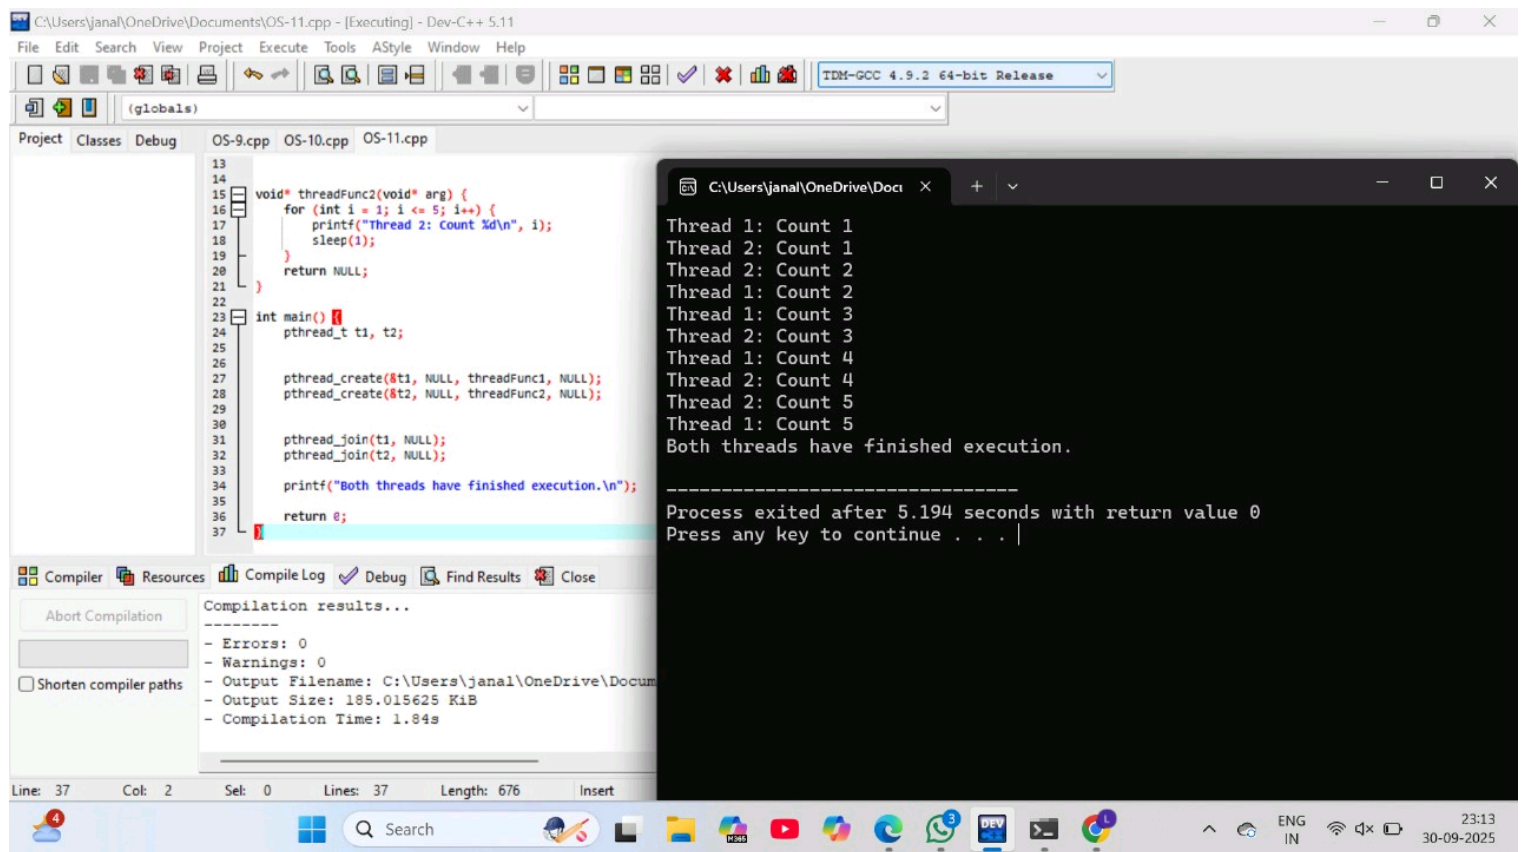 C:\Users\janal\OneDrive\Documents\OS-11.cpp - [Executing] - Dev-C++ 5.11
File Edit Search View Project Execute Tools AStyle Window Help
TDM-GCC 4.9.2 64-bit Release
(globals)
Project Classes Debug
OS-9.cpp OS-10.cpp OS-11.cpp
13
14
15 void* threadFunc2(void* arg) {
16 for (int i = 1; i <= 5; i++) {
17 printf("Thread 2: Count %d\n", i);
18 sleep(1);
19 }
20 return NULL;
21 }
22
23 int main() {
24 pthread_t t1, t2;
25
26
27 pthread_create(&t1, NULL, threadFunc1, NULL);
28 pthread_create(&t2, NULL, threadFunc2, NULL);
29
30
31 pthread_join(t1, NULL);
32 pthread_join(t2, NULL);
33
34 printf("Both threads have finished execution.\n");
35
36 return 0;
37 }
C:\Users\janal\OneDrive\Docu
Thread 1: Count 1
Thread 2: Count 1
Thread 2: Count 2
Thread 1: Count 2
Thread 1: Count 3
Thread 2: Count 3
Thread 1: Count 4
Thread 2: Count 4
Thread 2: Count 5
Thread 1: Count 5
Both threads have finished execution.
--------------------------------
Process exited after 5.194 seconds with return value 0
Press any key to continue . . .
Compiler Resources Compile Log Debug Find Results Close
Abort Compilation
Shorten compiler paths
Compilation results...
--------
- Errors: 0
- Warnings: 0
- Output Filename: C:\Users\janal\OneDrive\Docum
- Output Size: 185.015625 KiB
- Compilation Time: 1.84s
Line: 37 Col: 2 Sel: 0 Lines: 37 Length: 676 Insert
4
Search
M365
3
DEV
L
ENG
IN
23:13
30-09-2025